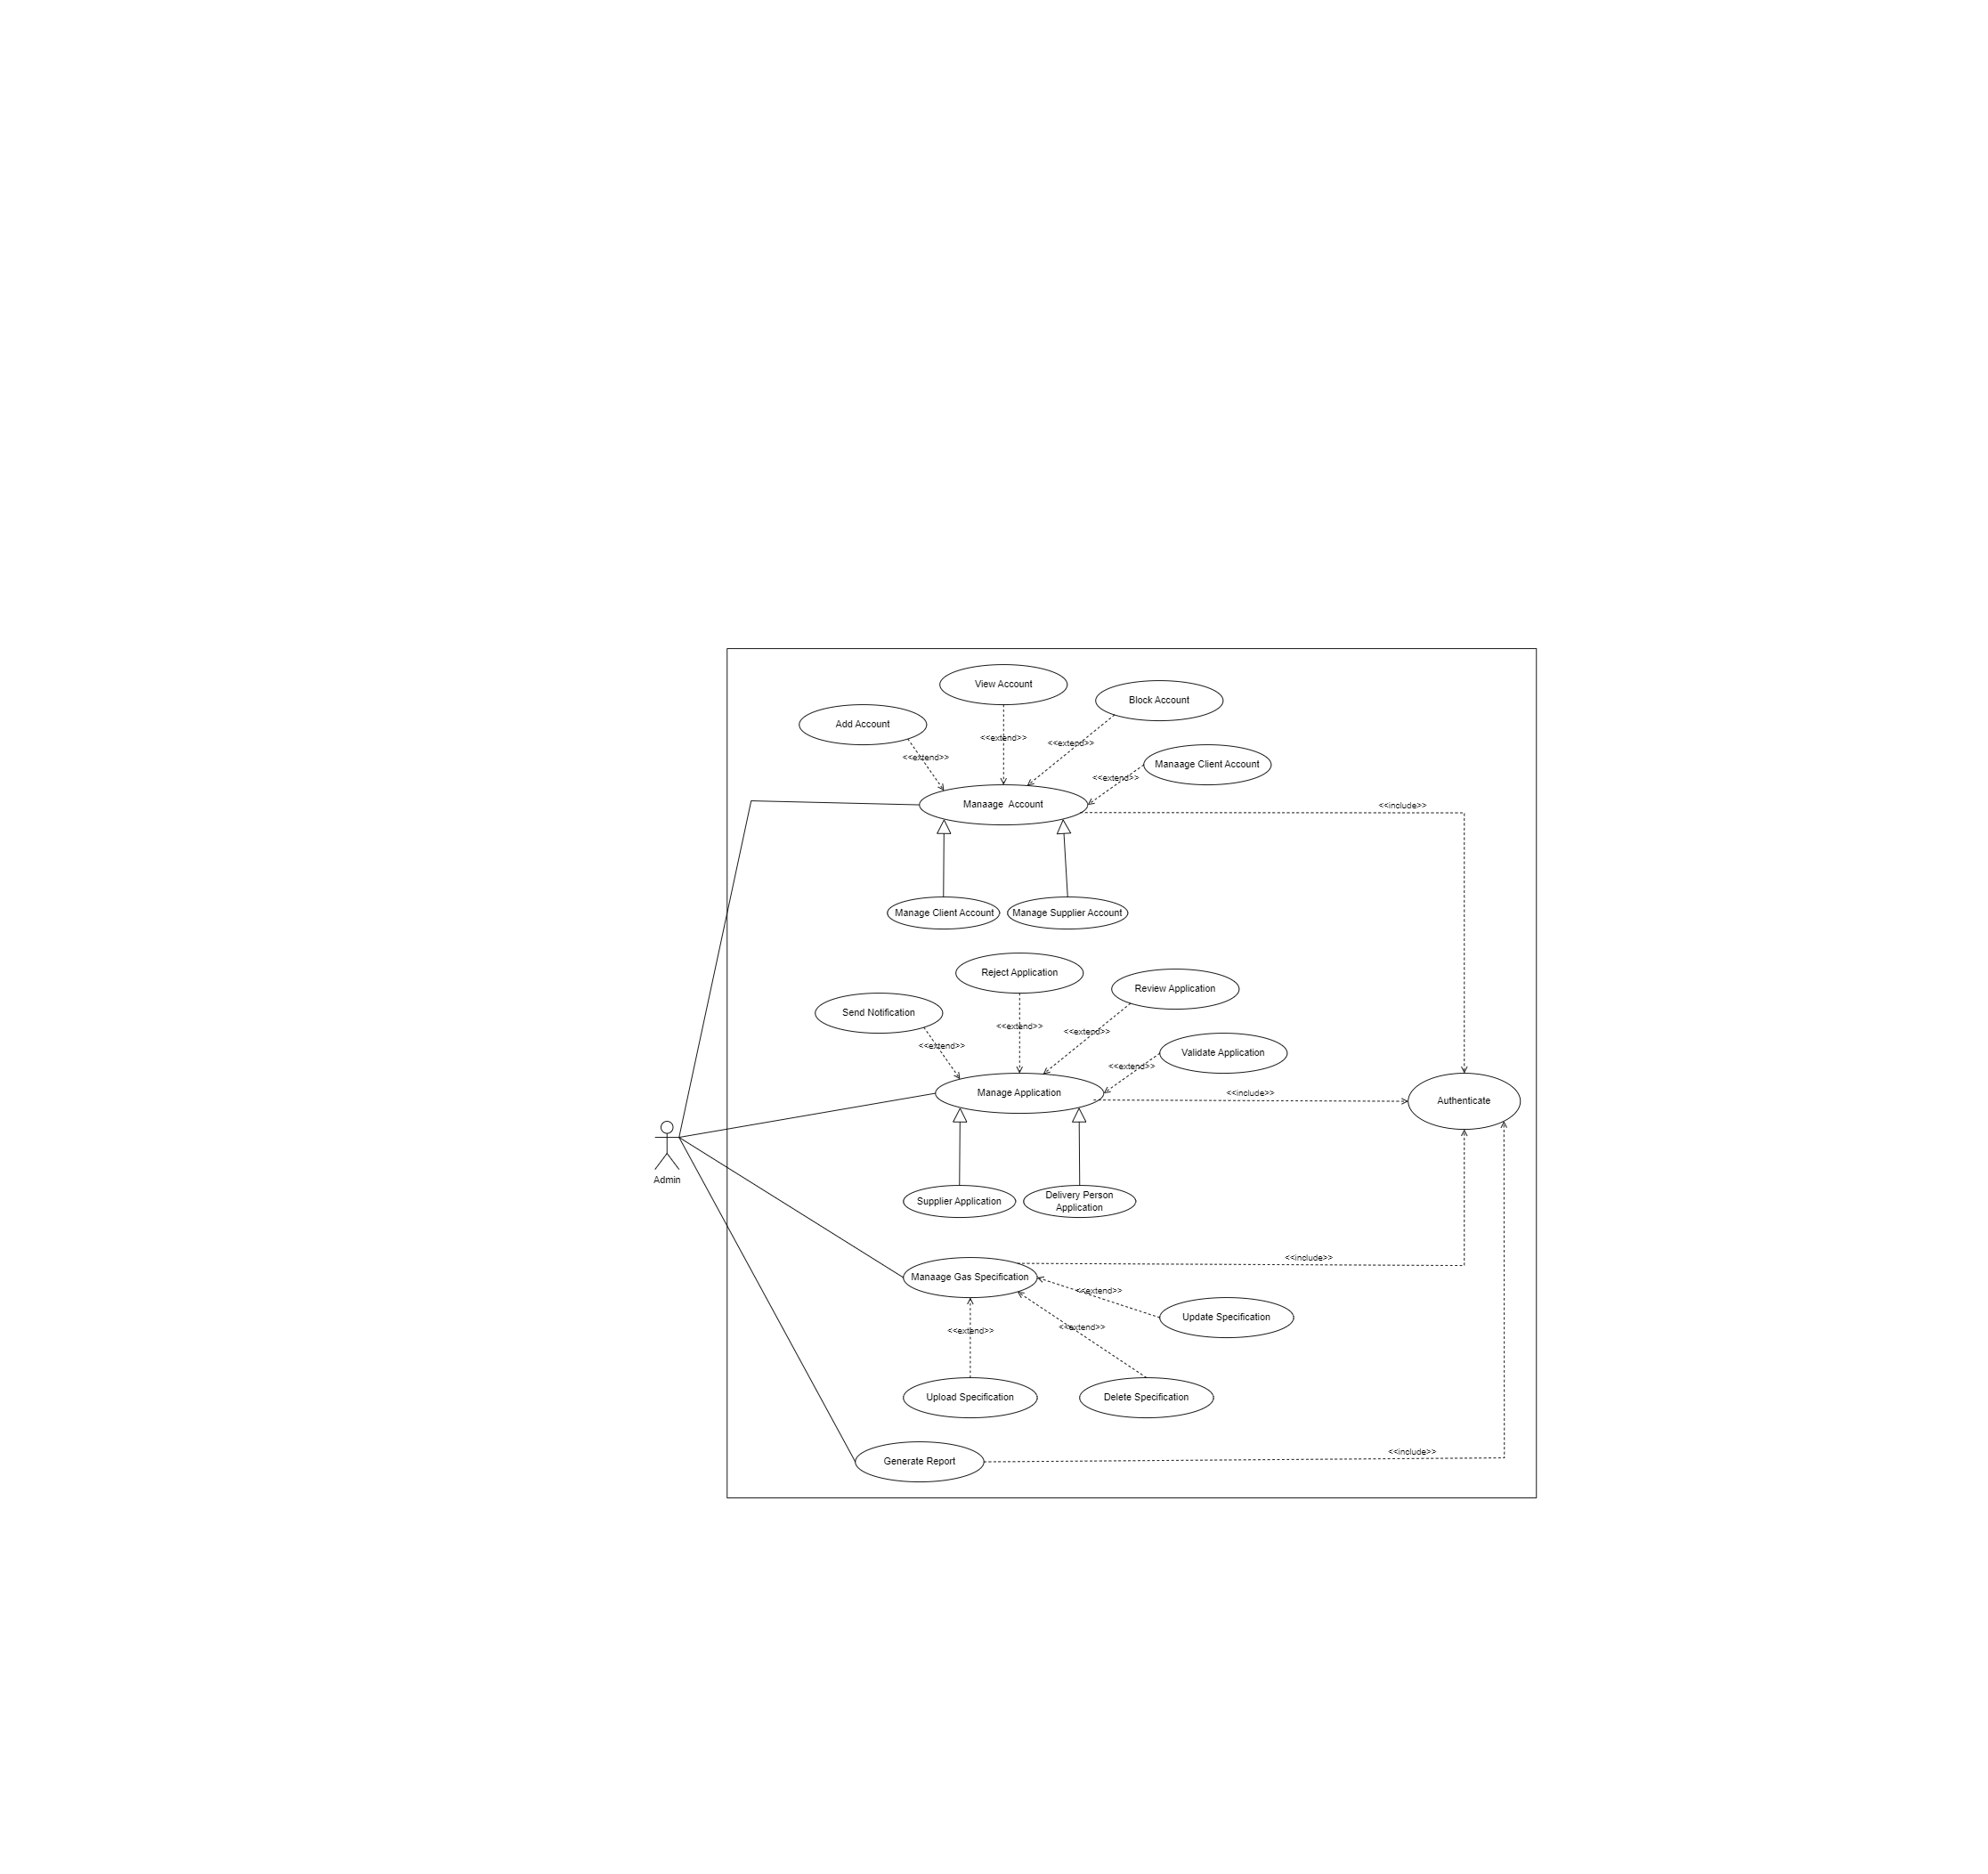 View Account
Block Account
Add Account
<<extend>>
<<extend>>
<<extend>>
Manaage Client Account
<<extend>>
Manaage  Account
<<include>>
Manage Client Account
Manage Supplier Account
Reject Application
Review Application
Send Notification
<<extend>>
<<extend>>
<<extend>>
Validate Application
<<extend>>
Manage Application
<<include>>
Authenticate
Admin
Supplier Application
Delivery Person
Application
<<include>>
Manaage Gas Specification
<<extend>>
Update Specification
<<extend>>
<<extend>>
Upload Specification
Delete Specification
<<include>>
Generate Report